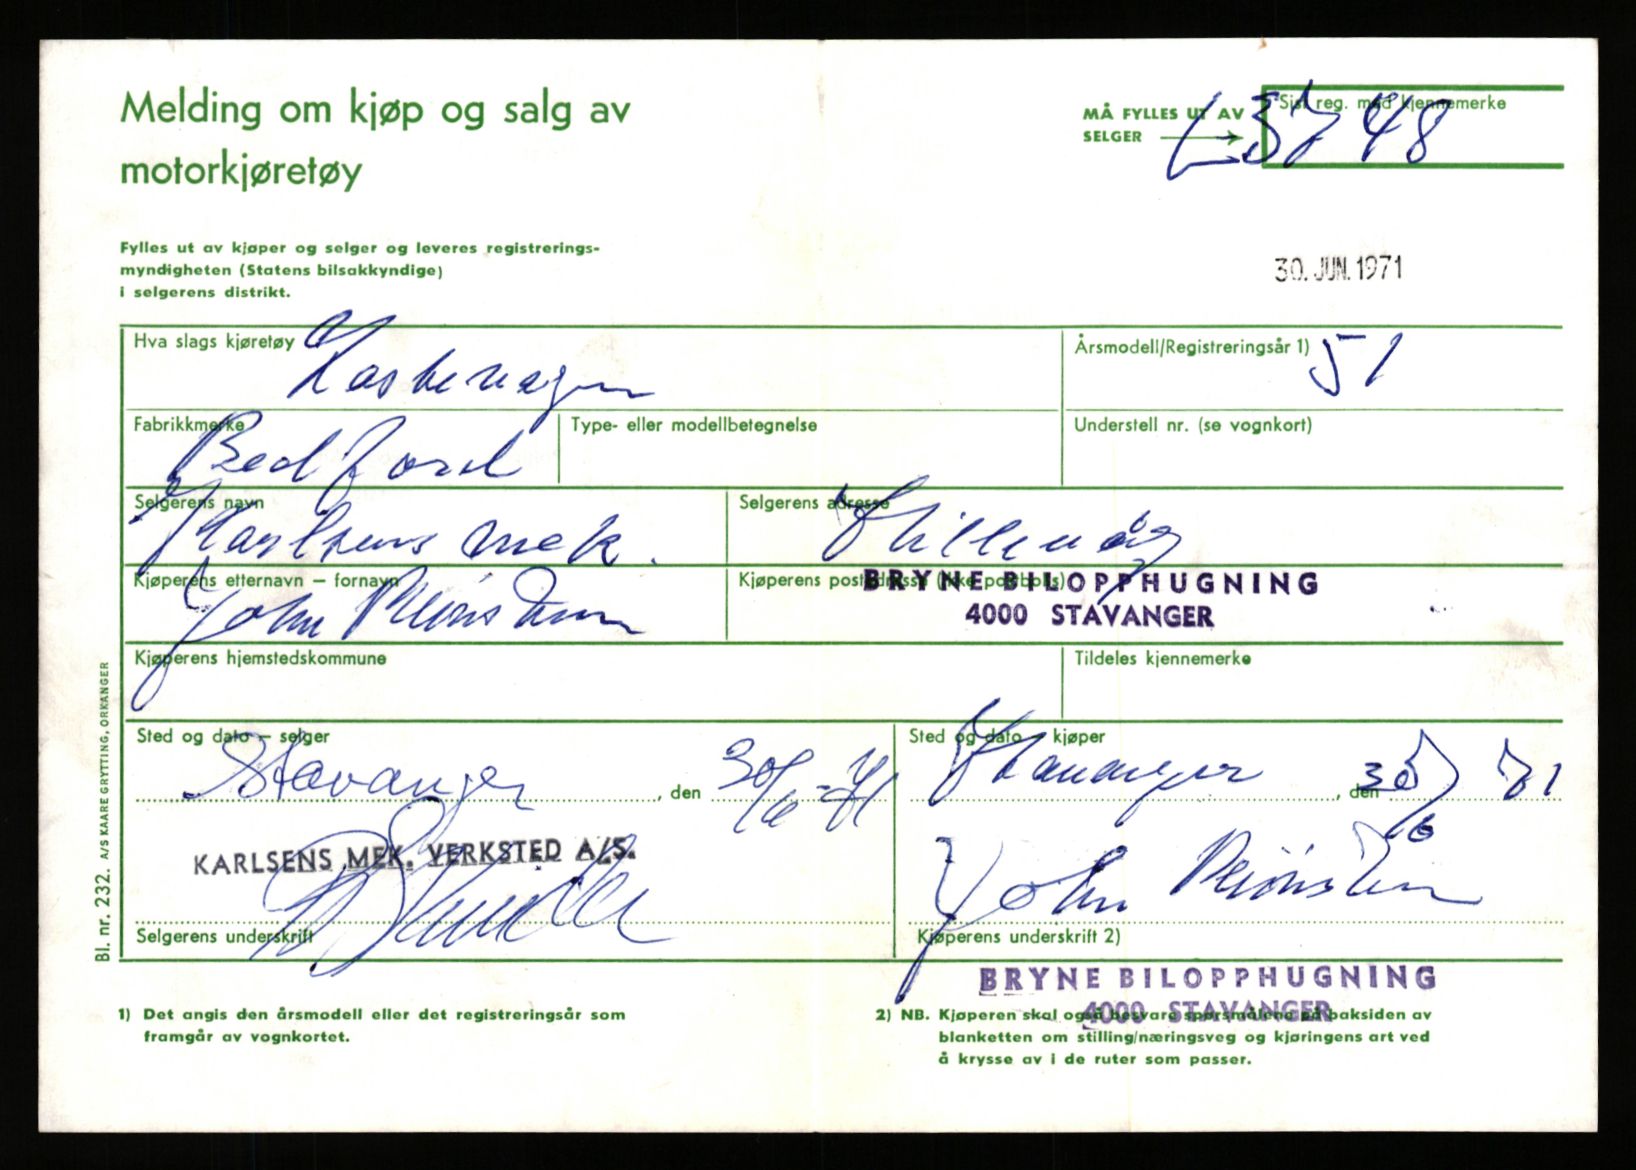 Melding om kjøp og salg av
motorkjøretøy
MÅ FYLLES UT AV
SELGER
Sist reg. med kjennemerke
L 3748
Fylles ut av kjøper og selger og leveres registrerings-
myndigheten (Statens bilsakkyndige)
i selgerens distrikt.
30. JUN. 1971
Hva slags kjøretøy
Lastevogn
Årsmodell/Registreringsår 1)
51
Fabrikkmerke
Bedford
Type- eller modellbetegnelse
Understell nr. (se vognkort)
Selgerens navn
Karlsens mek.
Selgerens adresse
Hillevåg
Kjøperens etternavn – fornavn
John
Kjøperens postadresse (ikke postboks)
BRYNE BILOPPHUGNING
4000 STAVANGER
Kjøperens hjemstedskommune
Tildeles kjennemerke
Sted og dato – selger
Stavanger, den 30/6-71
Sted og dato – kjøper
Stavanger, den 30/6 71
KARLSENS MEK. VERKSTED A/S.
Selgerens underskrift
John
Kjøperens underskrift 2)
BRYNE BILOPPHUGNING
4000 STAVANGER
1) Det angis den årsmodell eller det registreringsår som
framgår av vognkortet.
2) NB. Kjøperen skal også besvare spørsmålene på baksiden av
blanketten om stilling/næringsveg og kjøringens art ved
å krysse av i de ruter som passer.
Bl. nr. 232. A/S KAARE GRYTTING, ORKANGER